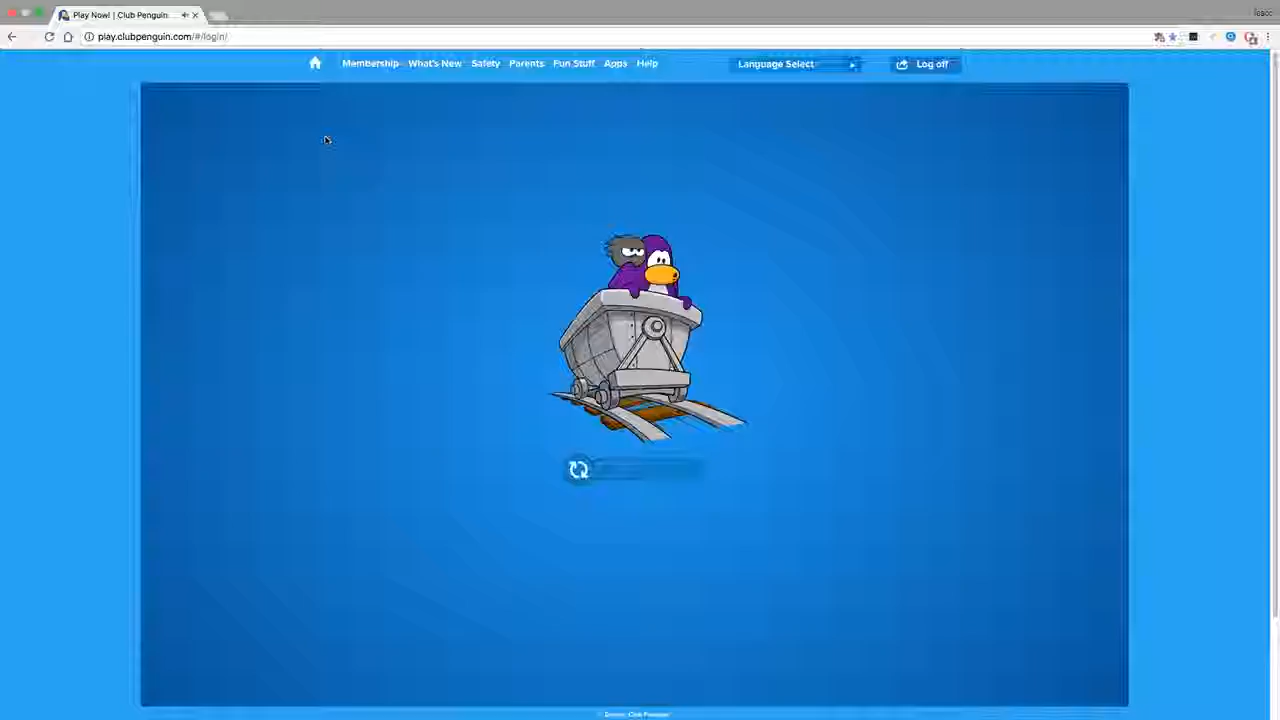 Play Now! | Club Penguin
play.clubpenguin.com/#/login/
Membership What's New Safety Parents Fun Stuff Apps Help Language Select Log off